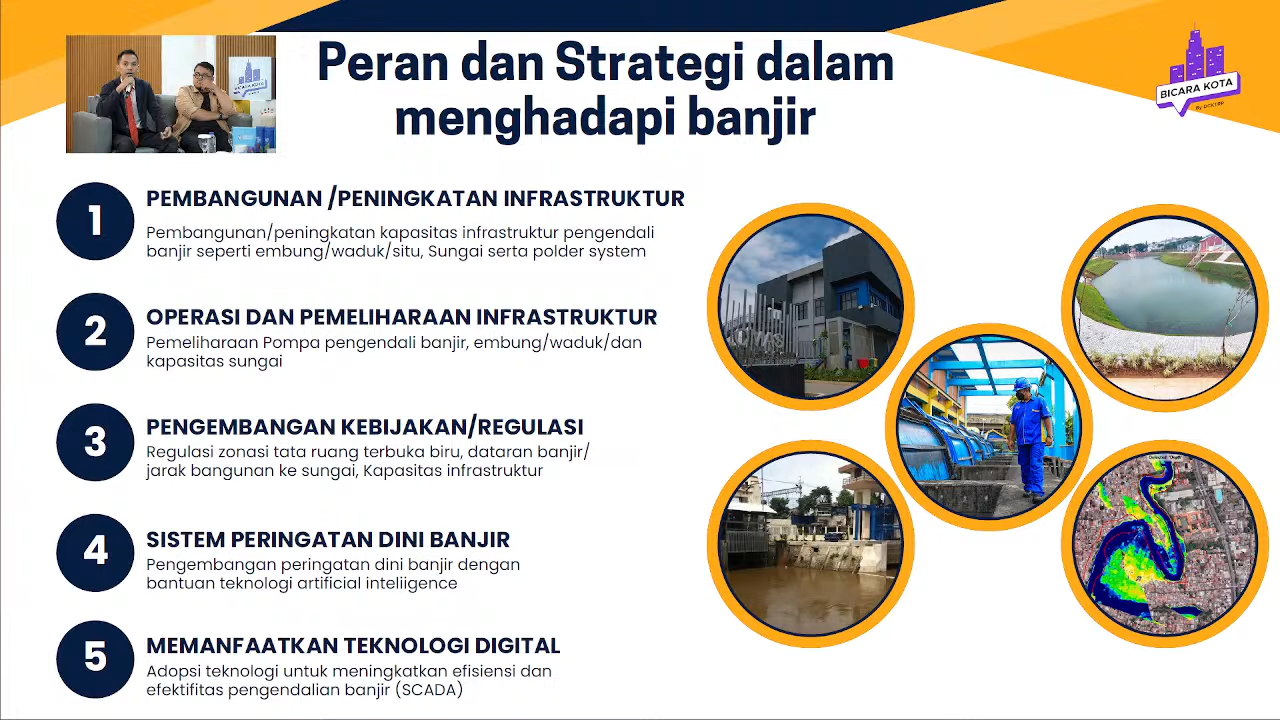 Peran dan Strategi dalam
menghadapi banjir
BICARA KOTA
By DCKTRP
BICARA KOTA
1
PEMBANGUNAN /PENINGKATAN INFRASTRUKTUR
Pembangunan/peningkatan kapasitas infrastruktur pengendali
banjir seperti embung/waduk/situ, Sungai serta polder system
2
OPERASI DAN PEMELIHARAAN INFRASTRUKTUR
Pemeliharaan Pompa pengendali banjir, embung/waduk/dan
kapasitas sungai
3
PENGEMBANGAN KEBIJAKAN/REGULASI
Regulasi zonasi tata ruang terbuka biru, dataran banjir/
jarak bangunan ke sungai, Kapasitas infrastruktur
4
SISTEM PERINGATAN DINI BANJIR
Pengembangan peringatan dini banjir dengan
bantuan teknologi artificial inteliigence
5
MEMANFAATKAN TEKNOLOGI DIGITAL
Adopsi teknologi untuk meningkatkan efisiensi dan
efektifitas pengendalian banjir (SCADA)